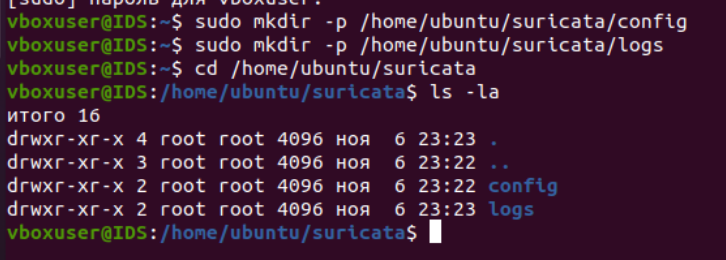 [sudo] пароль для vboxuser:
vboxuser@IDS:~$ sudo mkdir -p /home/ubuntu/suricata/config
vboxuser@IDS:~$ sudo mkdir -p /home/ubuntu/suricata/logs
vboxuser@IDS:~$ cd /home/ubuntu/suricata
vboxuser@IDS:/home/ubuntu/suricata$ ls -la
итого 16
drwxr-xr-x 4 root root 4096 ноя  6 23:23 .
drwxr-xr-x 3 root root 4096 ноя  6 23:22 ..
drwxr-xr-x 2 root root 4096 ноя  6 23:22 config
drwxr-xr-x 2 root root 4096 ноя  6 23:23 logs
vboxuser@IDS:/home/ubuntu/suricata$